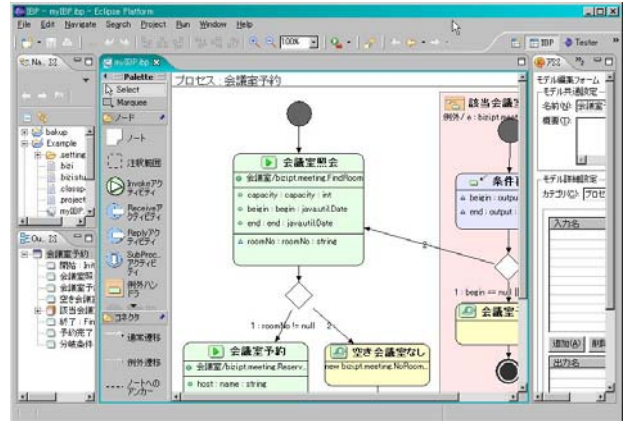 IBP - myIBP.ibp - Eclipse Platform
File Edit Navigate Search Project Run Window Help
100%
IBP
Tester
Na..
bakup
Example
.setting
.bizi
bizistu
.classp
.project
myIBP.
Ou..
会議室予約
開始 : Invi
会議室照
会議室予
空き会議室
該当会議
終了 : Fin
予約完了
分岐条件
myIBP.ibp
Palette
Select
Marquee
ノード
ノート
注釈範囲
Invokeアク
ティビティ
Receiveア
クティビティ
Replyアク
ティビティ
SubProc..
アクティビ
ティ
例外ハン
ドラ
コネクタ
通常遷移
例外遷移
ノートへの
アンカー
プロセス : 会議室予約
会議室照会
会議室/bizipt.meeting.FindRoom
capacity : capacity : int
begin : begin : java.util.Date
end : end : java.util.Date
roomNo : roomNo : string
1 : roomNo != null
2
会議室予約
会議室/bizipt.meeting.Reserv..
host : name : string
空き会議室なし
new bizipt.meeting.NoRoom..
該当会議室
例外/ e : bizipt.mee
条件
begin : outpu
end : output :
2
1 : begin == null ||
会議室
モデル編集フォーム
モデル共通設定
名前(N): 会議室
概要(T):
モデル詳細設定
カテゴリ(C): プロセ
入力名
追加(A)
削除
出力名